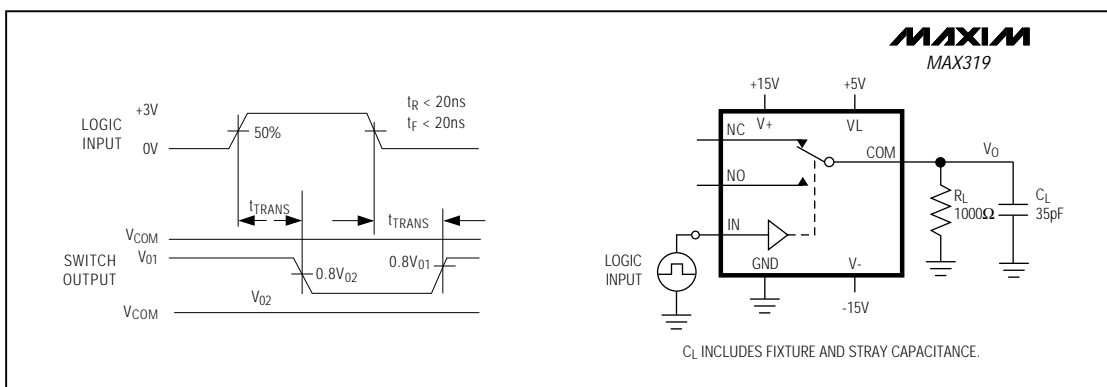 MAXIM
MAX319
+3V
LOGIC
INPUT
0V
50%
tR < 20ns
tF < 20ns
tTRANS
tTRANS
VCOM
V01
SWITCH
OUTPUT
0.8V02
0.8V01
V02
VCOM
+15V
+5V
V+
VL
NC
COM
VO
NO
RL
1000Ω
CL
35pF
IN
LOGIC
INPUT
GND
V-
-15V
CL INCLUDES FIXTURE AND STRAY CAPACITANCE.